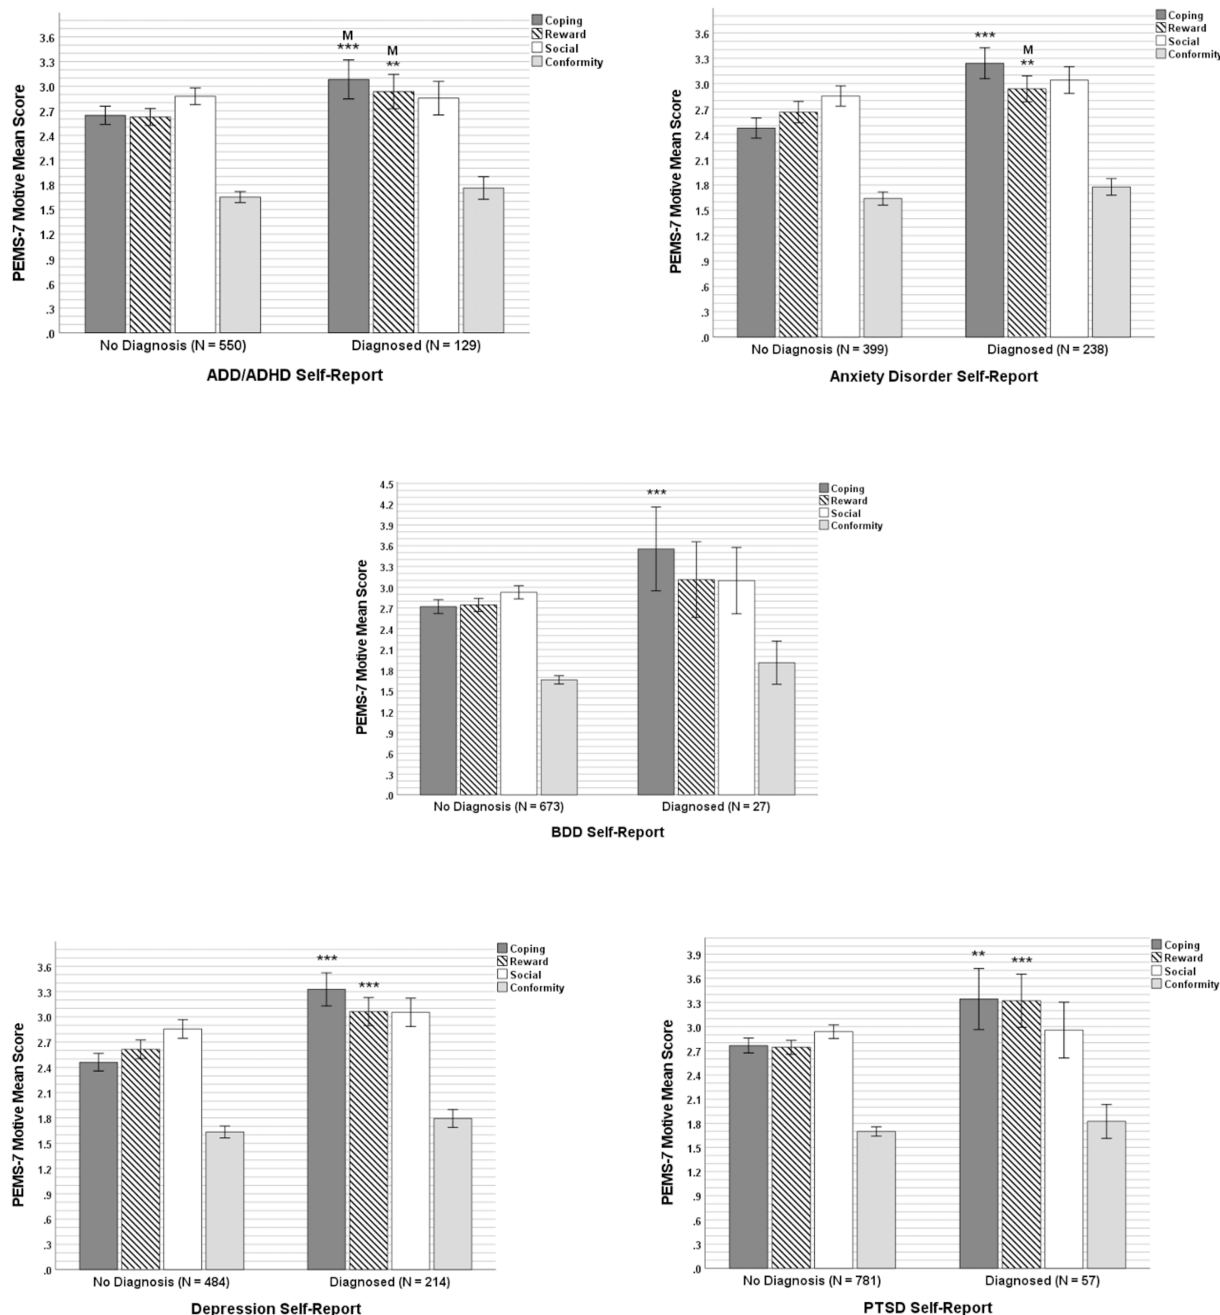 PEMS-7 Motive Mean Score
3.6
3.3
3.0
2.7
2.4
2.1
1.8
1.5
1.2
.9
.6
.3
.0
M
***
M
**
Coping
Reward
Social
Conformity
No Diagnosis (N = 550)
Diagnosed (N = 129)
ADD/ADHD Self-Report
PEMS-7 Motive Mean Score
3.6
3.3
3.0
2.7
2.4
2.1
1.8
1.5
1.2
.9
.6
.3
.0
***
M
**
Coping
Reward
Social
Conformity
No Diagnosis (N = 399)
Diagnosed (N = 238)
Anxiety Disorder Self-Report
PEMS-7 Motive Mean Score
4.5
4.2
3.9
3.6
3.3
3.0
2.7
2.4
2.1
1.8
1.5
1.2
.9
.6
.3
.0
***
Coping
Reward
Social
Conformity
No Diagnosis (N = 673)
Diagnosed (N = 27)
BDD Self-Report
PEMS-7 Motive Mean Score
3.6
3.3
3.0
2.7
2.4
2.1
1.8
1.5
1.2
.9
.6
.3
.0
***
***
Coping
Reward
Social
Conformity
No Diagnosis (N = 484)
Diagnosed (N = 214)
Depression Self-Report
PEMS-7 Motive Mean Score
3.9
3.6
3.3
3.0
2.7
2.4
2.1
1.8
1.5
1.2
.9
.6
.3
.0
**
***
Coping
Reward
Social
Conformity
No Diagnosis (N = 781)
Diagnosed (N = 57)
PTSD Self-Report